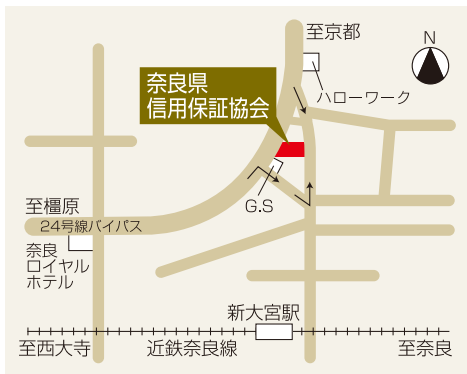 至京都
N
奈良県
信用保証協会
ハローワーク
G.S
至橿原
24号線バイパス
奈良
ロイヤル
ホテル
新大宮駅
至西大寺
近鉄奈良線
至奈良